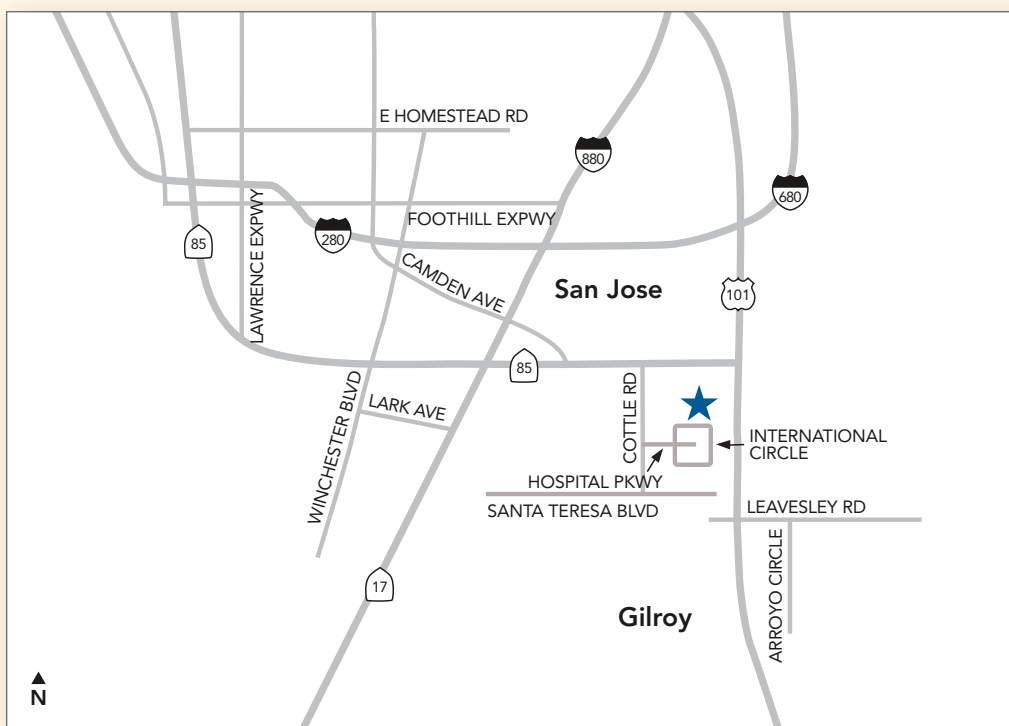 E HOMESTEAD RD
880
680
FOOTHILL EXPWY
85
280
LAWRENCE EXPWY
CAMDEN AVE
San Jose
101
85
WINCHESTER BLVD
LARK AVE
COTTLE RD
INTERNATIONAL
CIRCLE
HOSPITAL PKWY
SANTA TERESA BLVD
LEAVESLEY RD
ARROYO CIRCLE
17
Gilroy
N